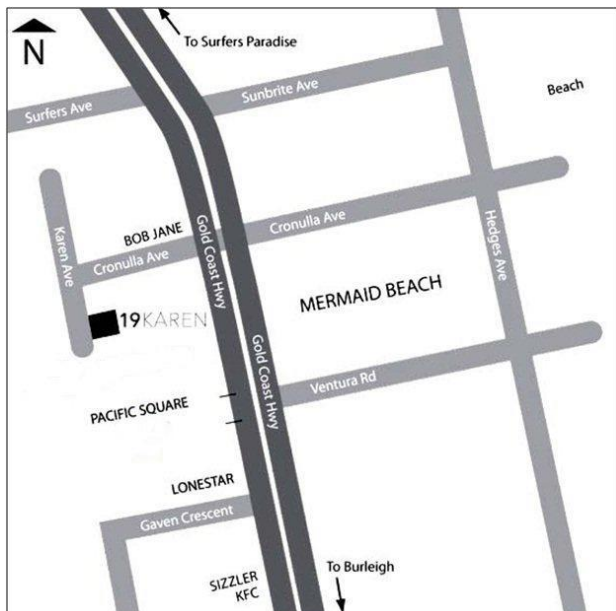 To Surfers Paradise
N
Surfers Ave
Sunbrite Ave
Beach
Karen Ave
BOB JANE
Cronulla Ave
Cronulla Ave
Gold Coast Hwy
Hedges Ave
MERMAID BEACH
19KAREN
Gold Coast Hwy
Ventura Rd
PACIFIC SQUARE
LONESTAR
Gaven Crescent
To Burleigh
SIZZLER
KFC